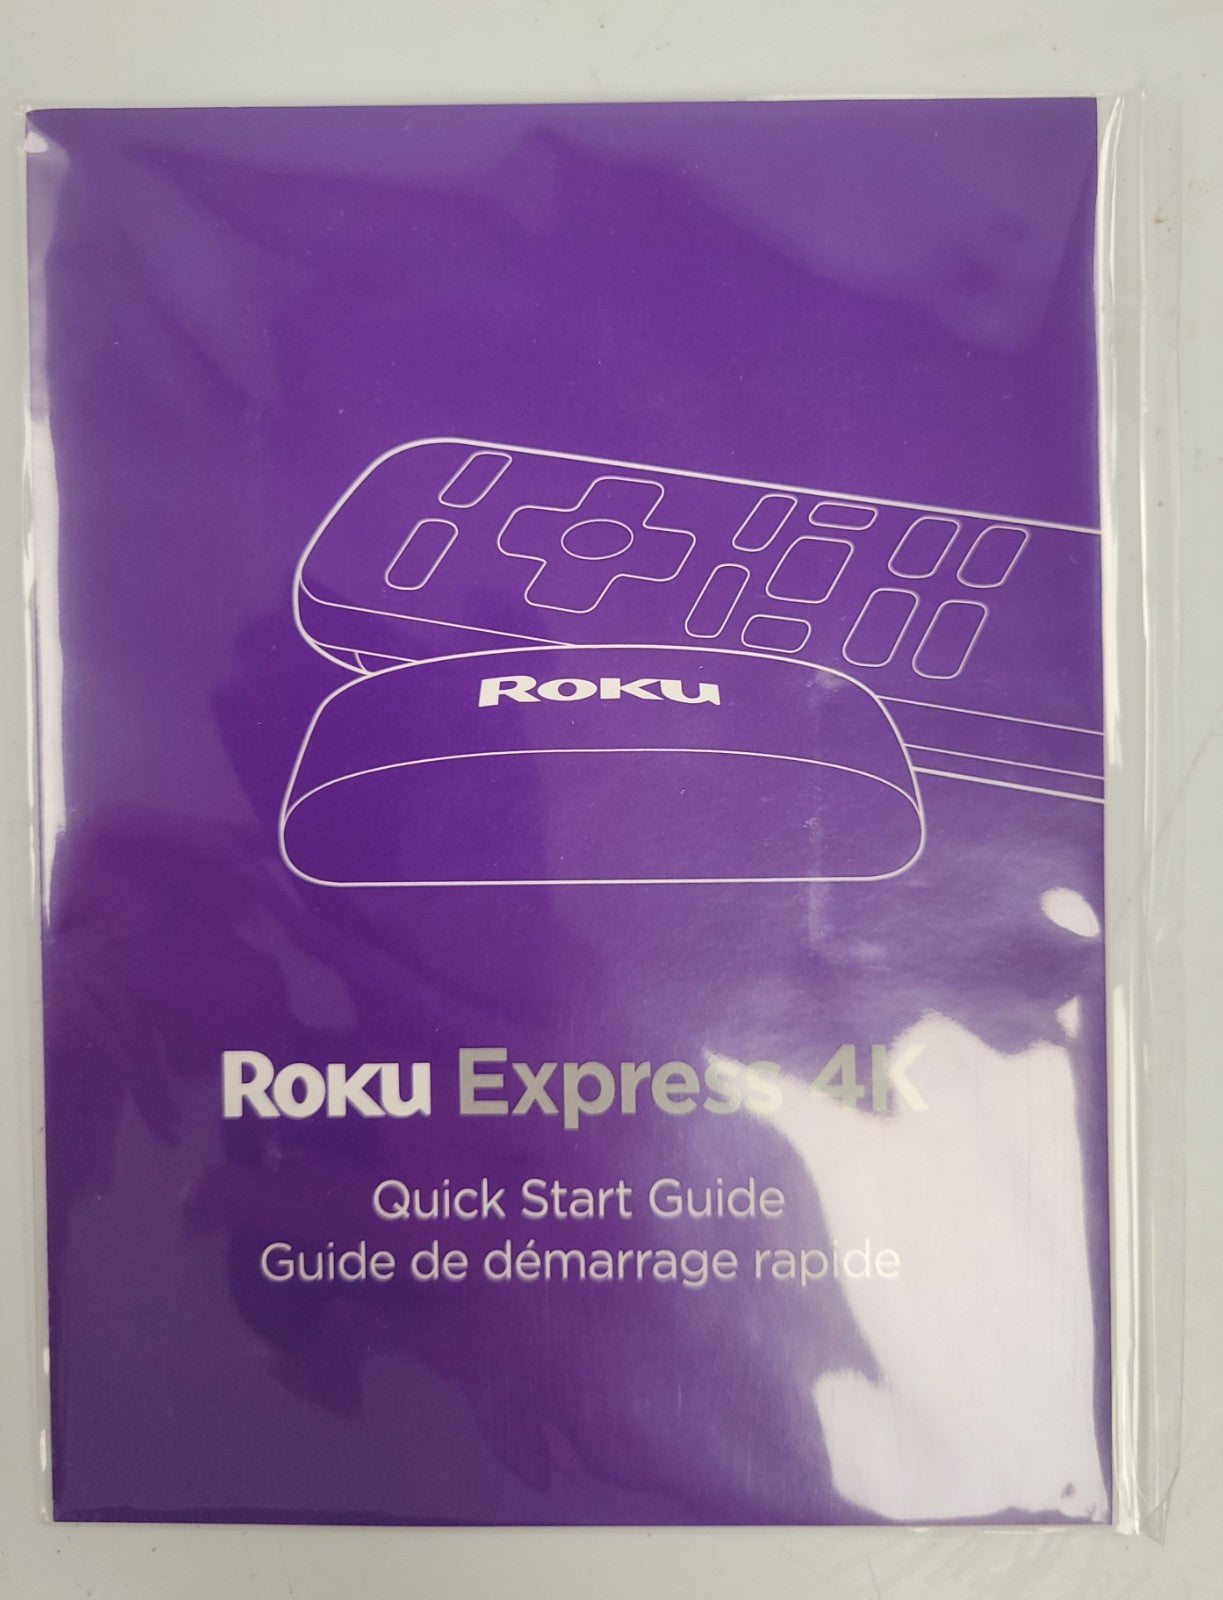 Roku
Roku Express 4K
Quick Start Guide
Guide de démarrage rapide